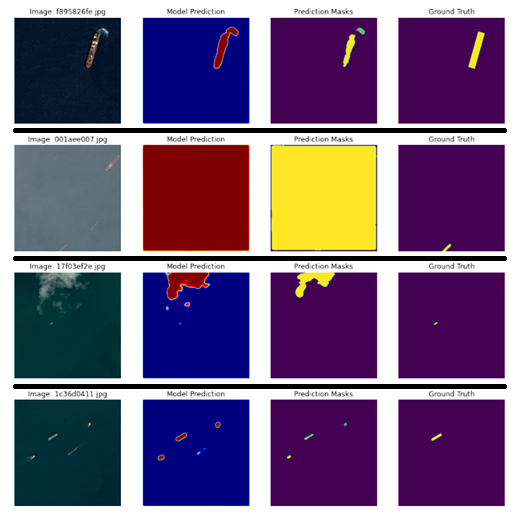 Image: f895826fe.jpg Model Prediction Prediction Masks Ground Truth
Image: 001aee007 jpg Model Prediction Prediction Masks Ground Truth
Image: 17f03ef2e.jpg Model Prediction Prediction Masks Ground Truth
Image: 1c36d0411 jpg Model Prediction Prediction Masks Ground Truth